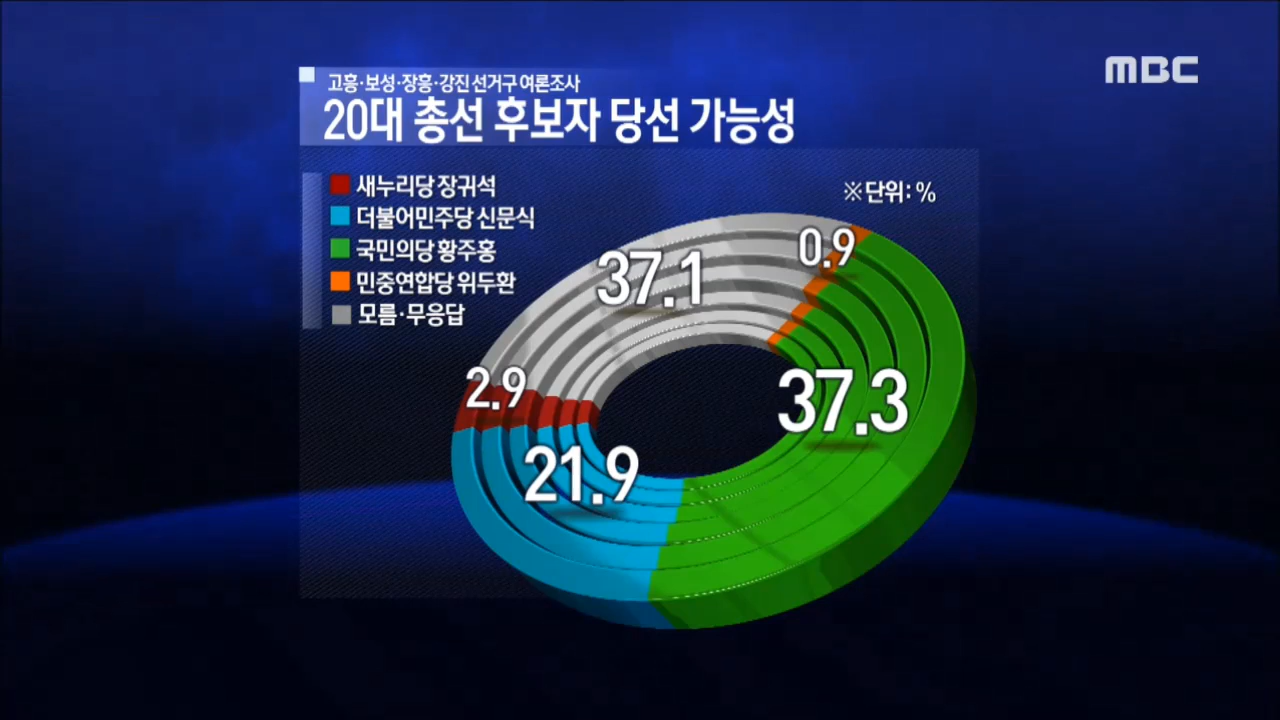 MBC
고흥·보성·장흥·강진 선거구 여론조사
20대 총선 후보자 당선 가능성
새누리당 장귀석
더불어민주당 신문식
국민의당 황주홍
민중연합당 위두환
모름·무응답
※단위: %
0.9
37.1
2.9
37.3
21.9